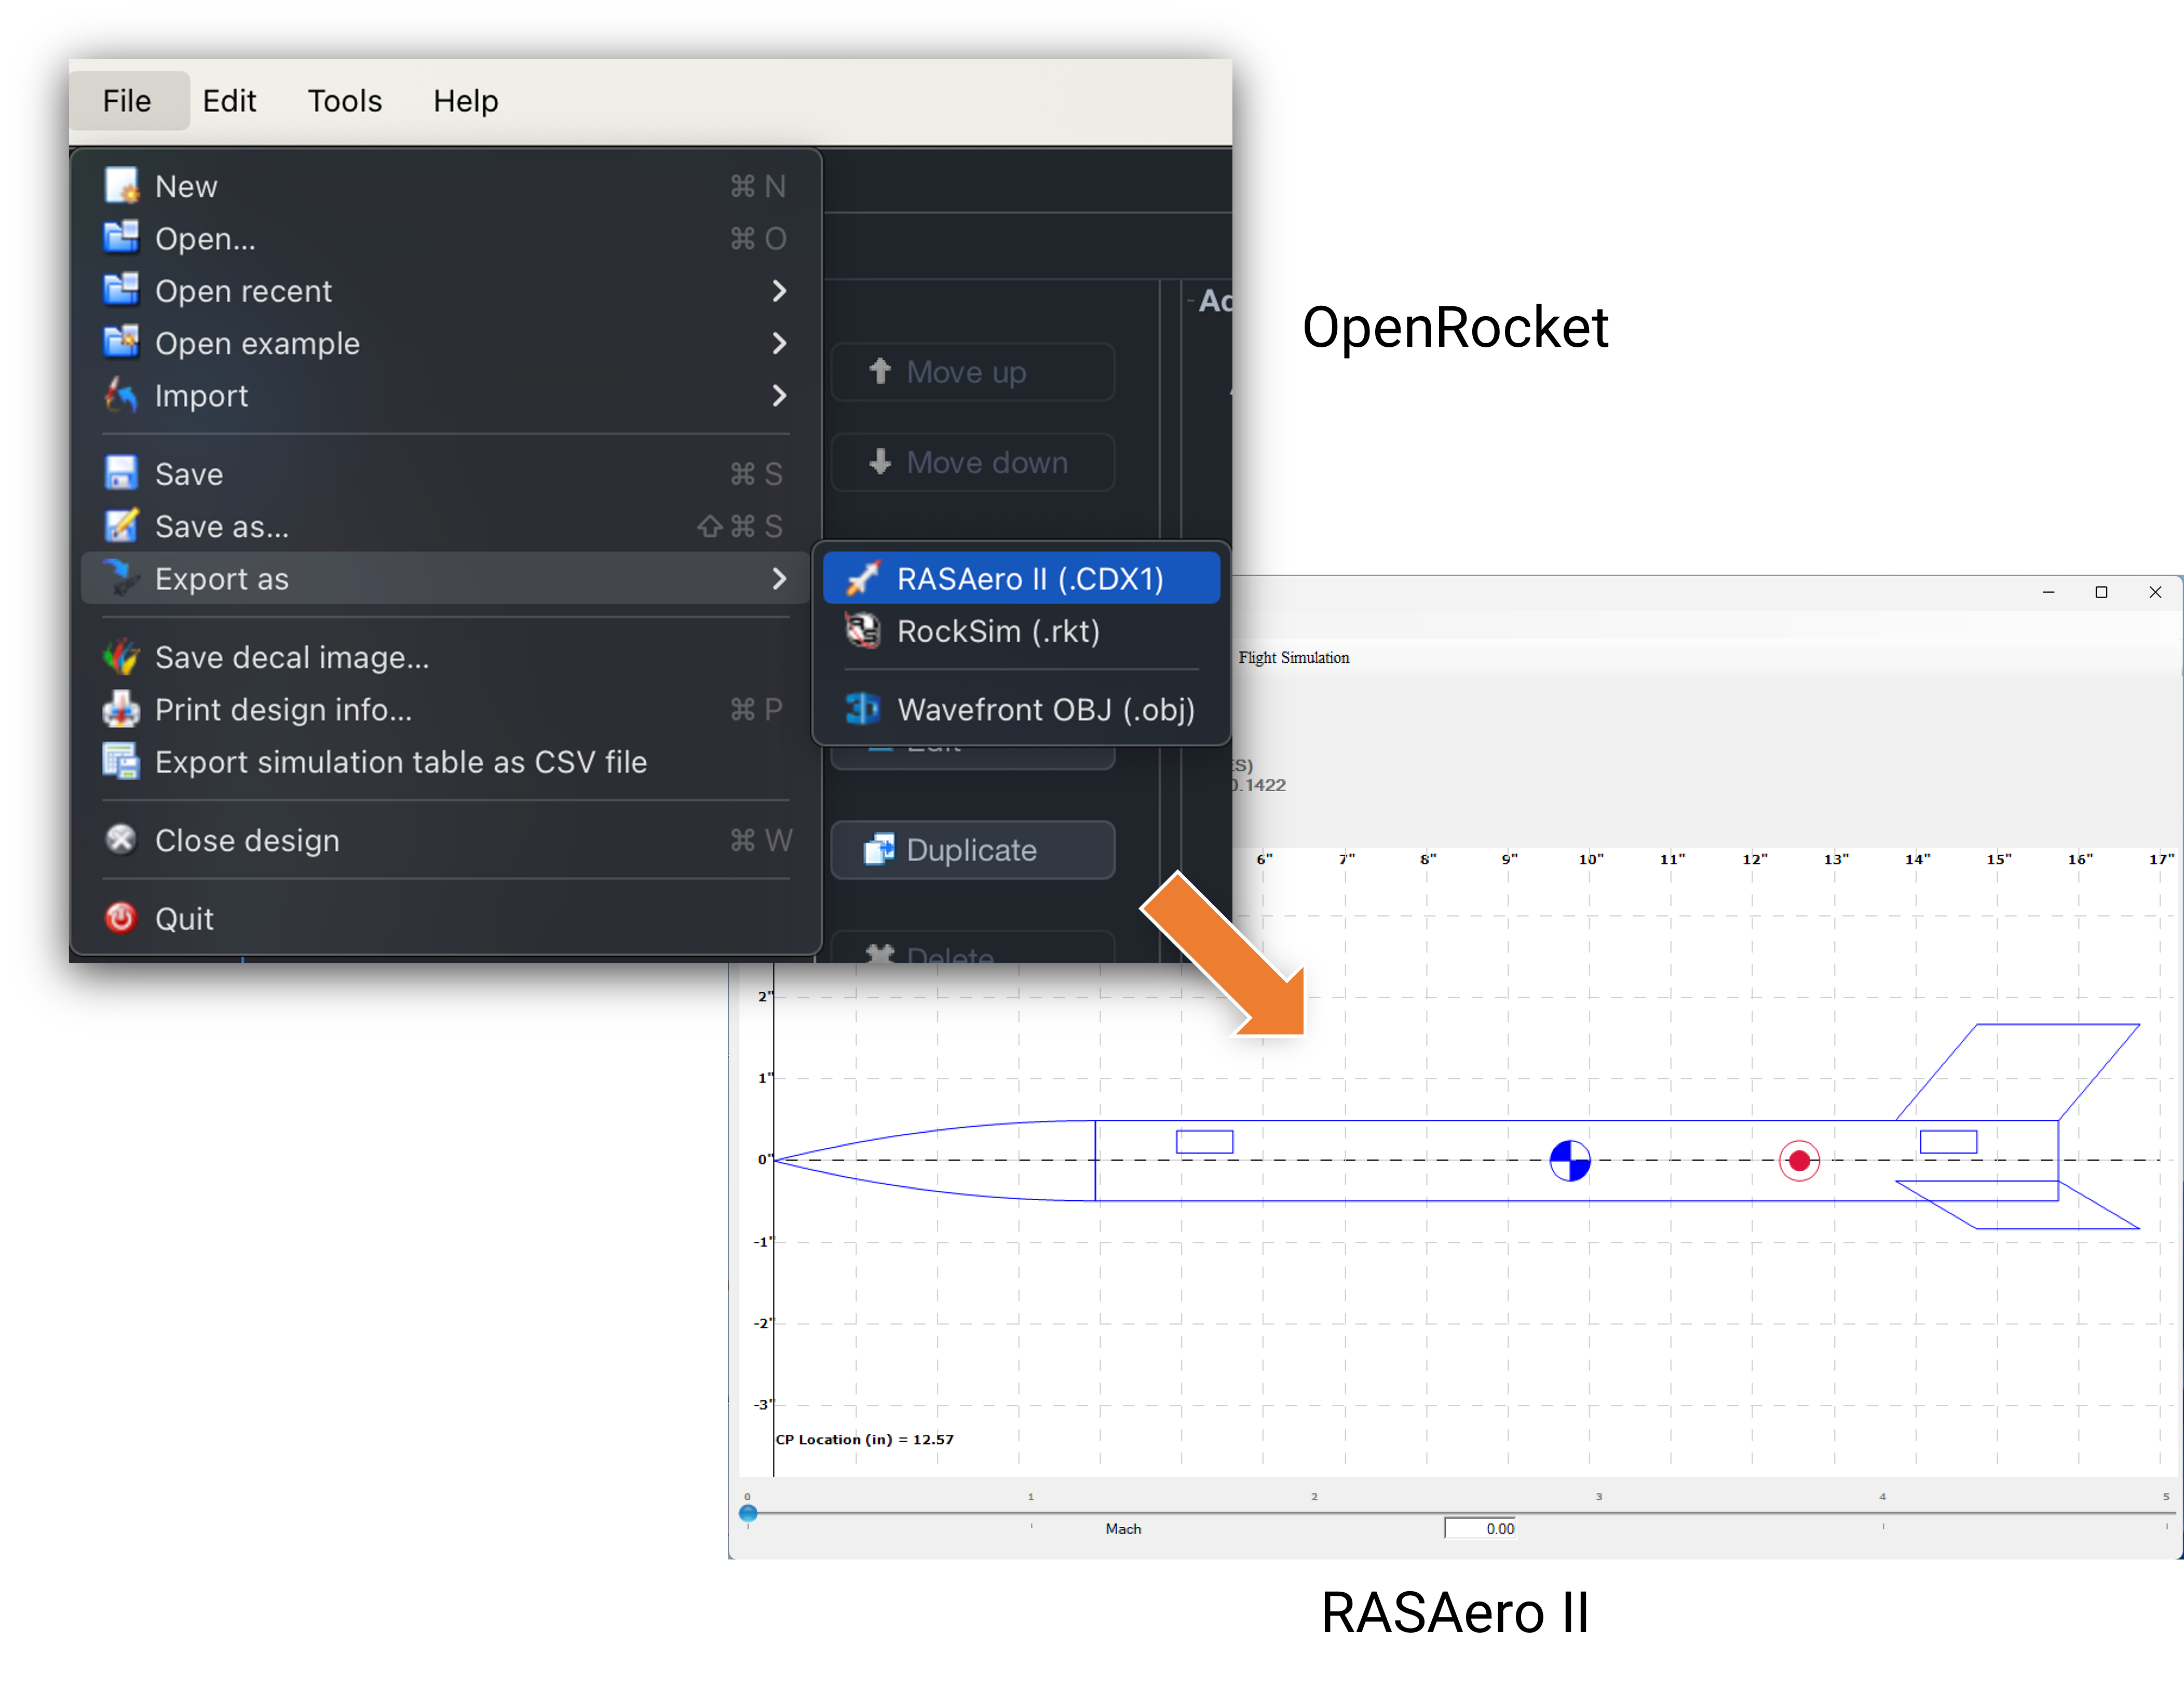 File Edit Tools Help
New ⌘ N
Open... ⌘ O
Open recent
Open example
Import
Save ⌘ S
Save as... ⇧ ⌘ S
Export as
Save decal image...
Print design info... ⌘ P
Export simulation table as CSV file
Close design ⌘ W
Quit
Move up
Move down
RASAero II (.CDX1)
RockSim (.rkt)
Wavefront OBJ (.obj)
Edit
Duplicate
Delete
OpenRocket
Flight Simulation
0.1422
6" 7" 8" 9" 10" 11" 12" 13" 14" 15" 16" 17"
2"
1"
0"
-1"
-2"
-3"
CP Location (in) = 12.57
0 1 2 3 4 5
Mach 0.00
RASAero II